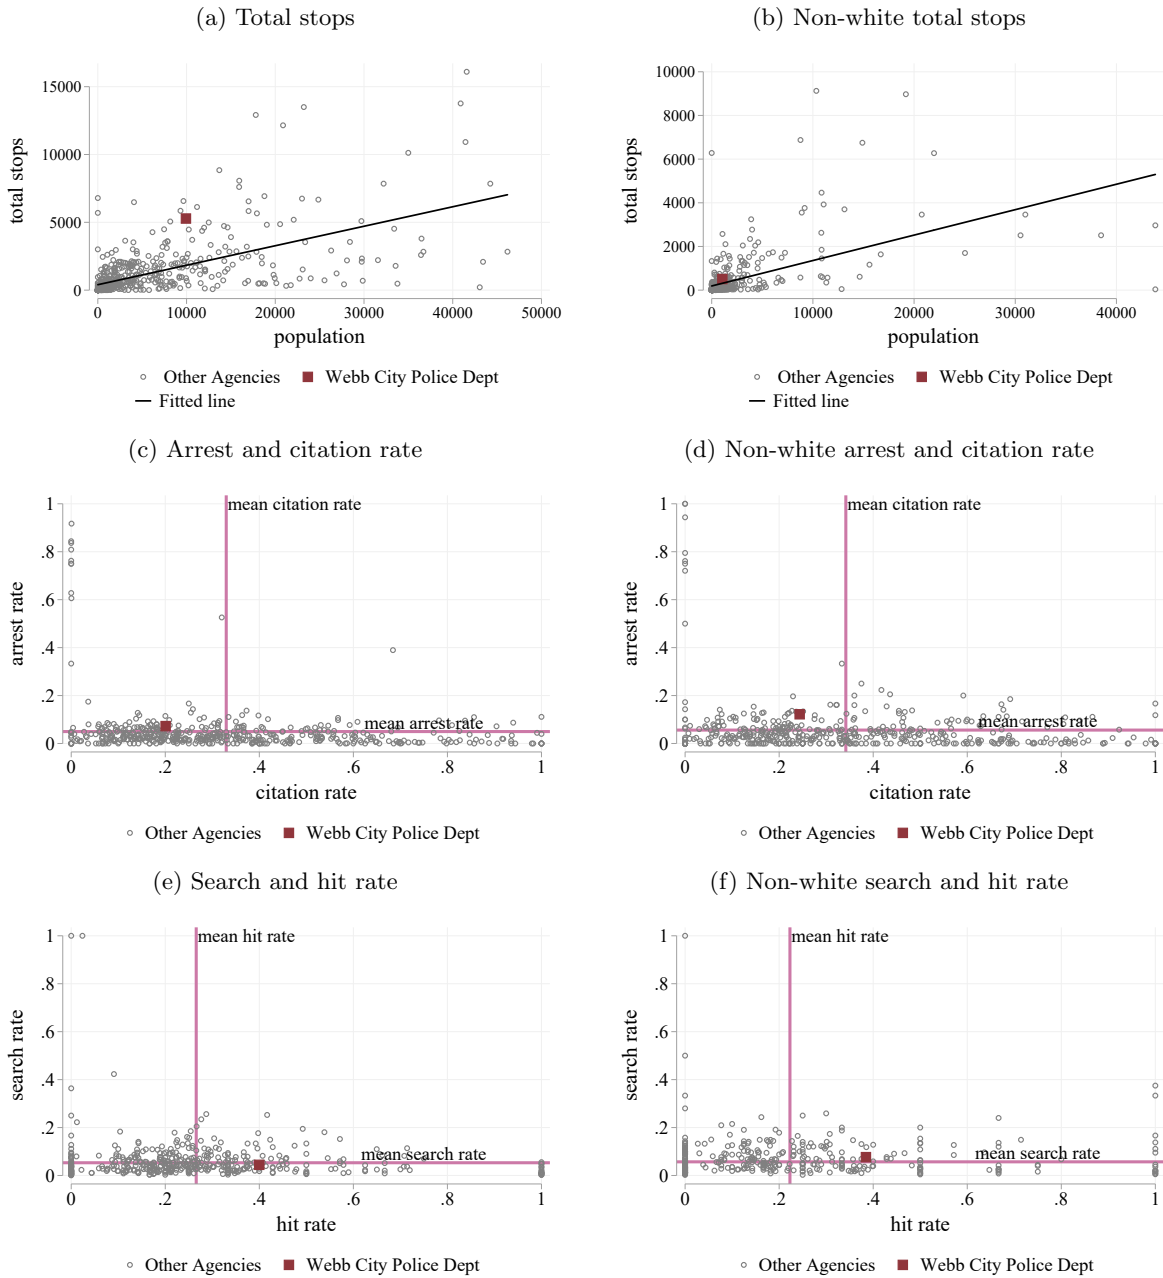 (a) Total stops
(b) Non-white total stops
15000
10000
5000
0
total stops
0 10000 20000 30000 40000 50000
population
Other Agencies Webb City Police Dept
Fitted line
10000
8000
6000
4000
2000
0
total stops
0 10000 20000 30000 40000
population
Other Agencies Webb City Police Dept
Fitted line
(c) Arrest and citation rate
(d) Non-white arrest and citation rate
1
.8
.6
.4
.2
0
arrest rate
mean citation rate
mean arrest rate
0 .2 .4 .6 .8 1
citation rate
Other Agencies Webb City Police Dept
1
.8
.6
.4
.2
0
arrest rate
mean citation rate
mean arrest rate
0 .2 .4 .6 .8 1
citation rate
Other Agencies Webb City Police Dept
(e) Search and hit rate
(f) Non-white search and hit rate
1
.8
.6
.4
.2
0
search rate
mean hit rate
mean search rate
0 .2 .4 .6 .8 1
hit rate
Other Agencies Webb City Police Dept
1
.8
.6
.4
.2
0
search rate
mean hit rate
mean search rate
0 .2 .4 .6 .8 1
hit rate
Other Agencies Webb City Police Dept